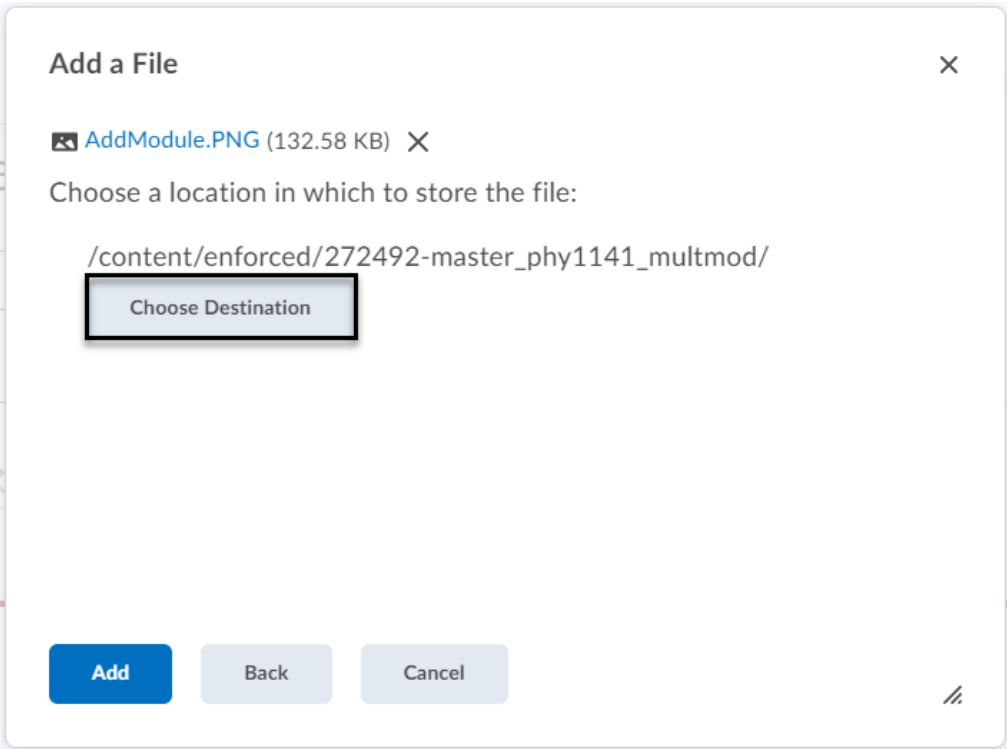 Add a File
AddModule.PNG (132.58 KB)
Choose a location in which to store the file:
/content/enforced/272492-master_phy1141_multmod/
Choose Destination
Add Back Cancel